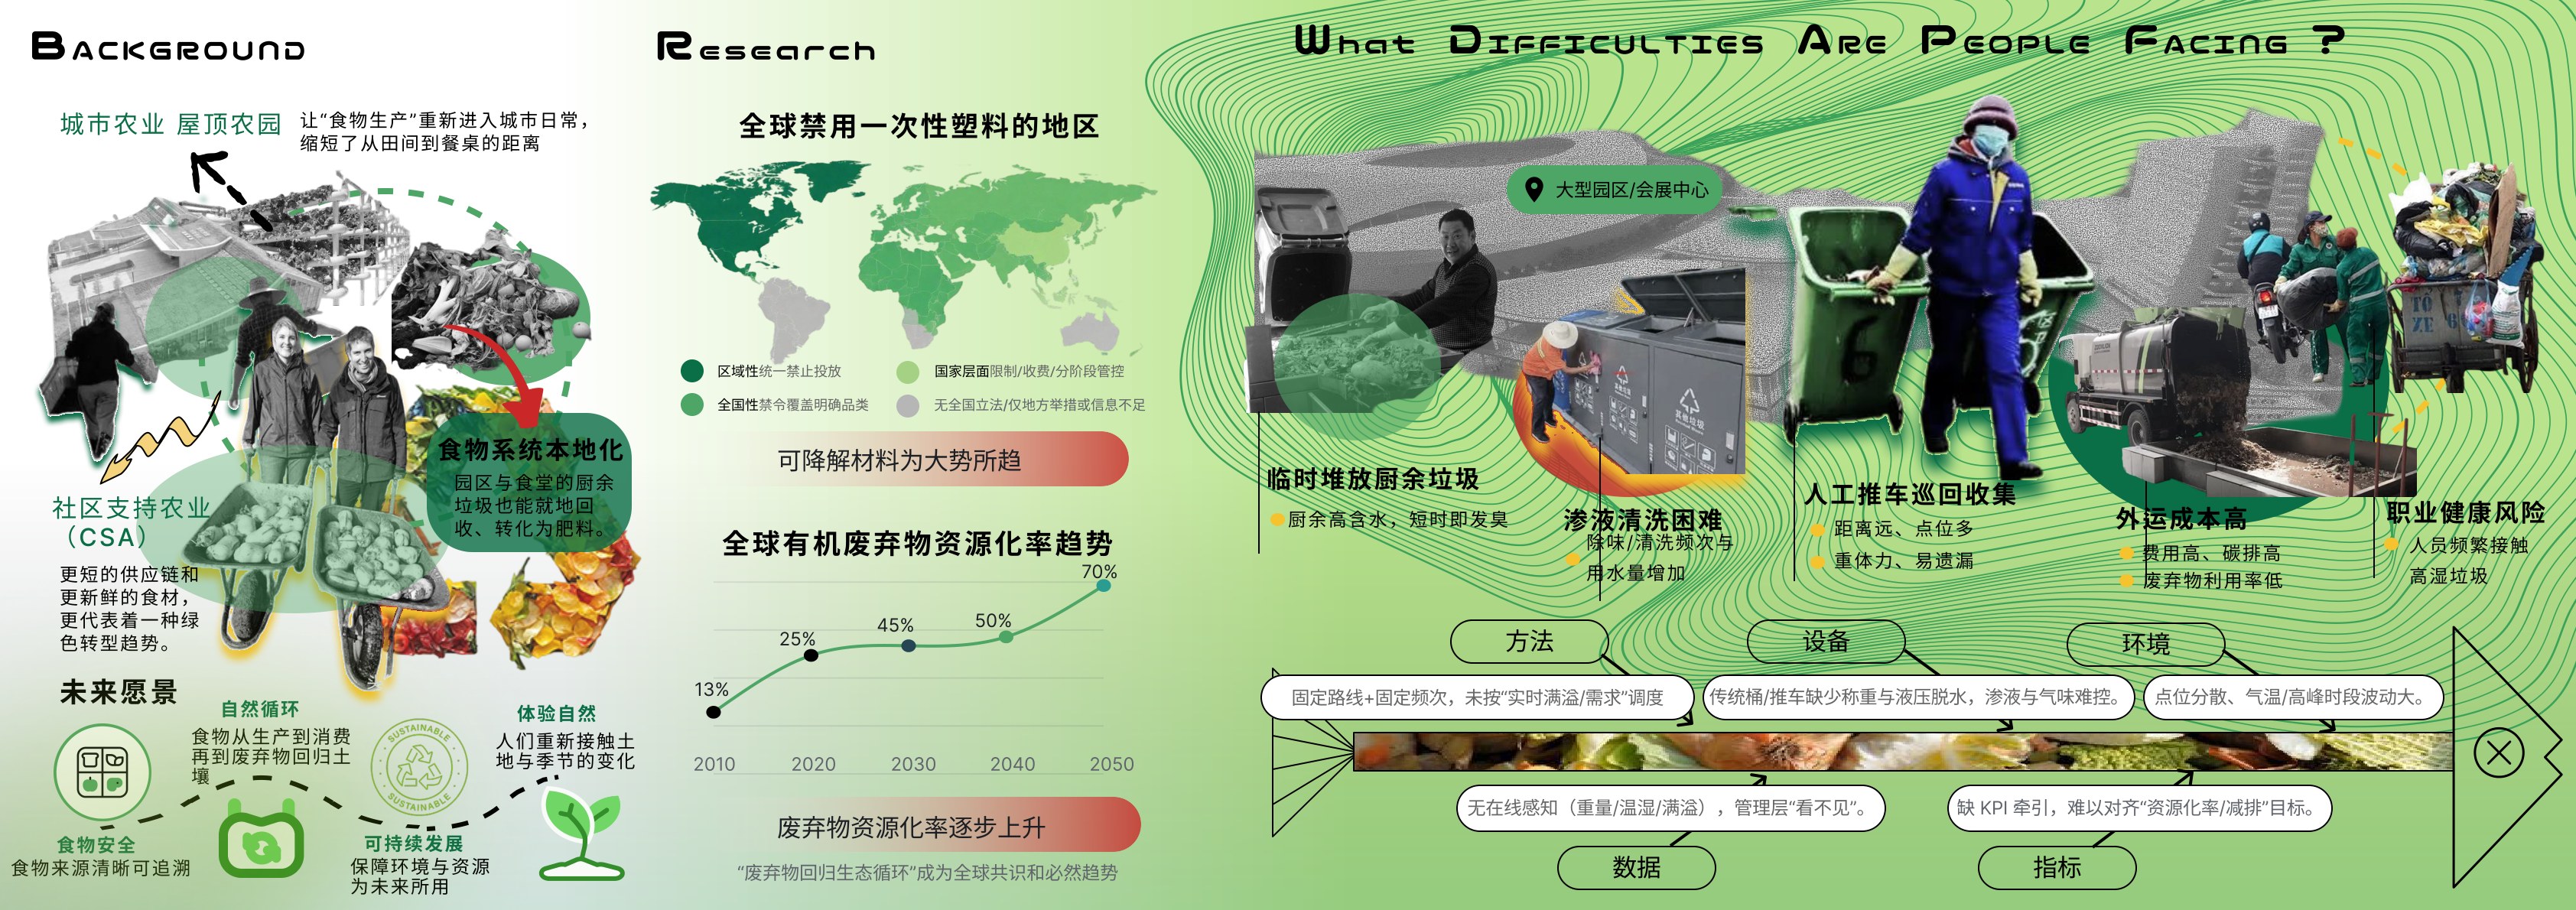 BACKGROUND
城市农业 屋顶农园
让“食物生产”重新进入城市日常，
缩短了从田间到餐桌的距离
食物系统本地化
园区与食堂的厨余
垃圾也能就地回
收、转化为肥料。
社区支持农业
（CSA）
更短的供应链和
更新鲜的食材，
更代表着一种绿
色转型趋势。
未来愿景
食物安全
食物来源清晰可追溯
自然循环
食物从生产到消费
再到废弃物回归土
壤
SUSTAINABLE
SUSTAINABLE
可持续发展
保障环境与资源
为未来所用
体验自然
人们重新接触土
地与季节的变化
Research
全球禁用一次性塑料的地区
区域性统一禁止投放
国家层面限制/收费/分阶段管控
全国性禁令覆盖明确品类
无全国立法/仅地方举措或信息不足
可降解材料为大势所趋
全球有机废弃物资源化率趋势
13%
25%
45%
50%
70%
2010
2020
2030
2040
2050
废弃物资源化率逐步上升
“废弃物回归生态循环”成为全球共识和必然趋势
What DIFFICULTIES ARE PEOPLE FACING ?
大型园区/会展中心
6
TÔ
XE 6
其他垃圾
临时堆放厨余垃圾
厨余高含水，短时即发臭
渗液清洗困难
除味/清洗频次与
用水量增加
人工推车巡回收集
距离远、点位多
重体力、易遗漏
外运成本高
费用高、碳排高
废弃物利用率低
职业健康风险
人员频繁接触
高湿垃圾
方法
设备
环境
固定路线+固定频次，未按“实时满溢/需求”调度
传统桶/推车缺少称重与液压脱水，渗液与气味难控。
点位分散、气温/高峰时段波动大。
无在线感知（重量/温湿/满溢），管理层“看不见”。
缺 KPI 牵引，难以对齐“资源化率/减排”目标。
数据
指标